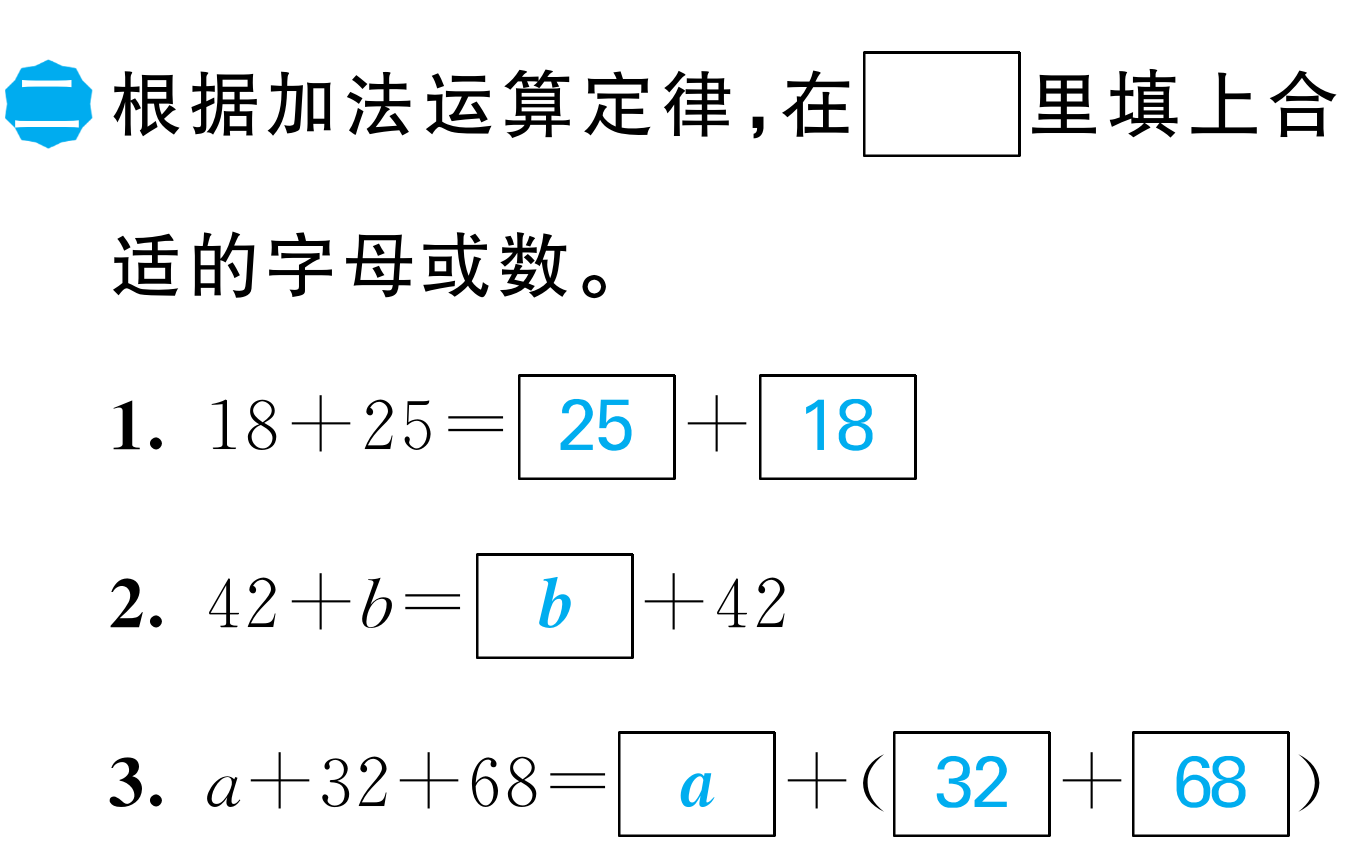 二 根据加法运算定律,在□里填上合
适的字母或数。
1. 18+25=25+18
2. 42+b=b+42
3. a+32+68=a+(32+68)